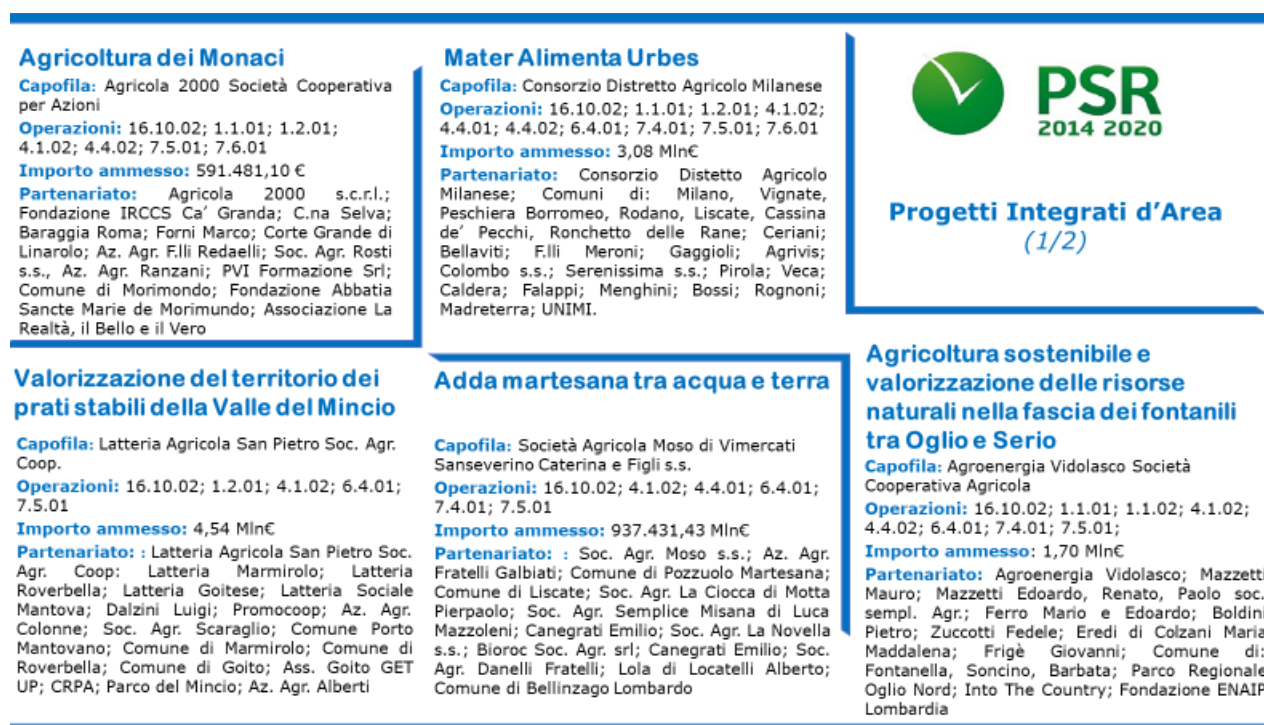 Agricoltura dei Monaci
Capofila: Agricola 2000 Società Cooperativa
per Azioni
Operazioni: 16.10.02; 1.1.01; 1.2.01;
4.1.02; 4.4.02; 7.5.01; 7.6.01
Importo ammesso: 591.481,10 €
Partenariato: Agricola 2000 s.c.r.l.;
Fondazione IRCCS Ca’ Granda; C.na Selva;
Baraggia Roma; Forni Marco; Corte Grande di
Linarolo; Az. Agr. F.lli Redaelli; Soc. Agr. Rosti
s.s., Az. Agr. Ranzani; PVI Formazione Srl;
Comune di Morimondo; Fondazione Abbatia
Sancte Marie de Morimundo; Associazione La
Realtà, il Bello e il Vero
Mater Alimenta Urbes
Capofila: Consorzio Distretto Agricolo Milanese
Operazioni: 16.10.02; 1.1.01; 1.2.01; 4.1.02;
4.4.01; 4.4.02; 6.4.01; 7.4.01; 7.5.01; 7.6.01
Importo ammesso: 3,08 Mln€
Partenariato: Consorzio Distetto Agricolo
Milanese; Comuni di: Milano, Vignate,
Peschiera Borromeo, Rodano, Liscate, Cassina
de’ Pecchi, Ronchetto delle Rane; Ceriani;
Bellaviti; F.lli Meroni; Gaggioli; Agrivis;
Colombo s.s.; Serenissima s.s.; Pirola; Veca;
Caldera; Falappi; Menghini; Bossi; Rognoni;
Madreterra; UNIMI.
PSR
2014 2020
Progetti Integrati d’Area
(1/2)
Valorizzazione del territorio dei
prati stabili della Valle del Mincio
Capofila: Latteria Agricola San Pietro Soc. Agr.
Coop.
Operazioni: 16.10.02; 1.2.01; 4.1.02; 6.4.01;
7.5.01
Importo ammesso: 4,54 Mln€
Partenariato: : Latteria Agricola San Pietro Soc.
Agr. Coop: Latteria Marmirolo; Latteria
Roverbella; Latteria Goitese; Latteria Sociale
Mantova; Dalzini Luigi; Promocoop; Az. Agr.
Colonne; Soc. Agr. Scaraglio; Comune Porto
Mantovano; Comune di Marmirolo; Comune di
Roverbella; Comune di Goito; Ass. Goito GET
UP; CRPA; Parco del Mincio; Az. Agr. Alberti
Adda martesana tra acqua e terra
Capofila: Società Agricola Moso di Vimercati
Sanseverino Caterina e Figli s.s.
Operazioni: 16.10.02; 4.1.02; 4.4.01; 6.4.01;
7.4.01; 7.5.01
Importo ammesso: 937.431,43 Mln€
Partenariato: : Soc. Agr. Moso s.s.; Az. Agr.
Fratelli Galbiati; Comune di Pozzuolo Martesana;
Comune di Liscate; Soc. Agr. La Ciocca di Motta
Pierpaolo; Soc. Agr. Semplice Misana di Luca
Mazzoleni; Canegrati Emilio; Soc. Agr. La Novella
s.s.; Bioroc Soc. Agr. srl; Canegrati Emilio; Soc.
Agr. Danelli Fratelli; Lola di Locatelli Alberto;
Comune di Bellinzago Lombardo
Agricoltura sostenibile e
valorizzazione delle risorse
naturali nella fascia dei fontanili
tra Oglio e Serio
Capofila: Agroenergia Vidolasco Società
Cooperativa Agricola
Operazioni: 16.10.02; 1.1.01; 1.1.02; 4.1.02;
4.4.02; 6.4.01; 7.4.01; 7.5.01;
Importo ammesso: 1,70 Mln€
Partenariato: Agroenergia Vidolasco; Mazzetti
Mauro; Mazzetti Edoardo, Renato, Paolo soc.
sempl. Agr.; Ferro Mario e Edoardo; Boldini
Pietro; Zuccotti Fedele; Eredi di Colzani Maria
Maddalena; Frigè Giovanni; Comune di:
Fontanella, Soncino, Barbata; Parco Regionale
Oglio Nord; Into The Country; Fondazione ENAIP
Lombardia